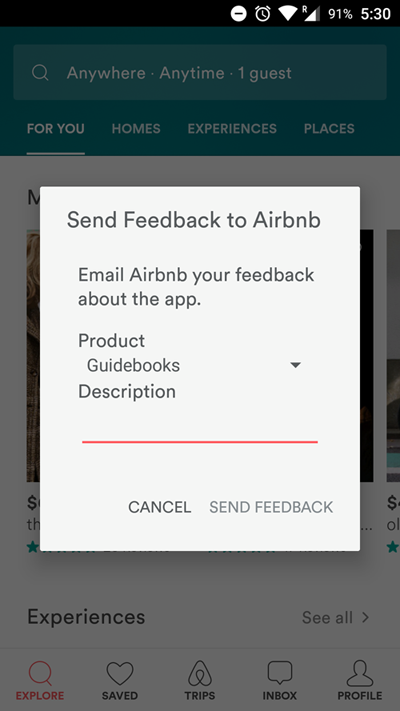 R
91% 5:30
Anywhere · Anytime · 1 guest
FOR YOU HOMES EXPERIENCES PLACES
M
Send Feedback to Airbnb
Email Airbnb your feedback
about the app.
Product
Guidebooks
Description
CANCEL SEND FEEDBACK
Experiences See all >
EXPLORE SAVED TRIPS INBOX PROFILE